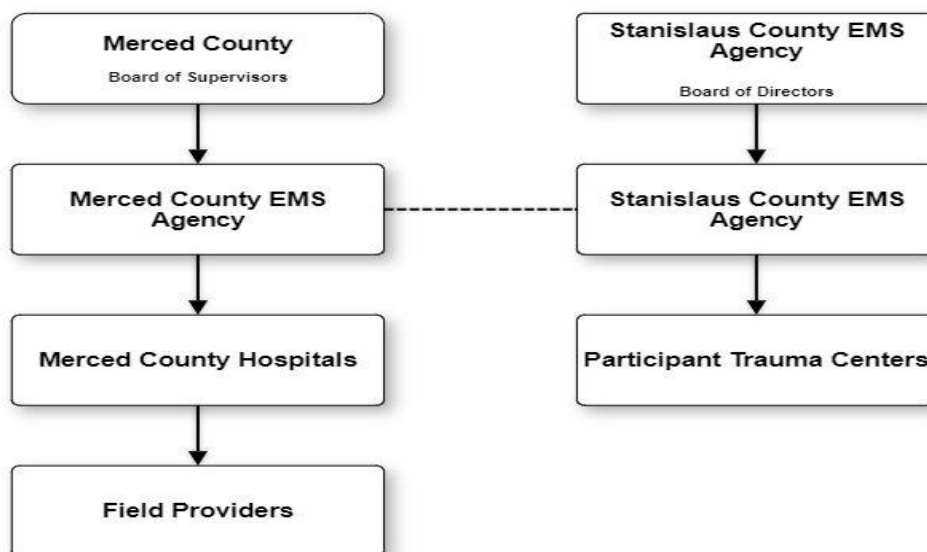 Merced County
Board of Supervisors
Stanislaus County EMS
Agency
Board of Directors
Merced County EMS
Agency
Stanislaus County EMS
Agency
Merced County Hospitals
Participant Trauma Centers
Field Providers